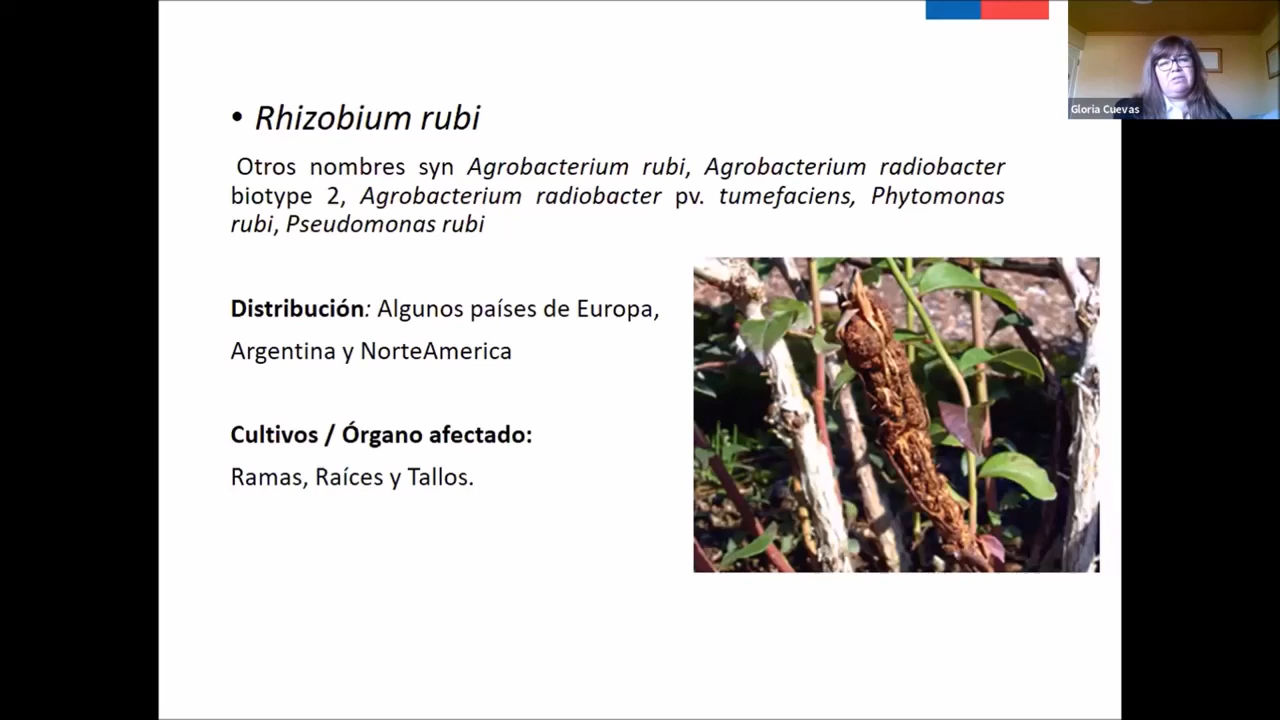 Gloria Cuevas
• Rhizobium rubi
Otros nombres syn Agrobacterium rubi, Agrobacterium radiobacter
biotype 2, Agrobacterium radiobacter pv. tumefaciens, Phytomonas
rubi, Pseudomonas rubi
Distribución: Algunos países de Europa,
Argentina y NorteAmerica
Cultivos / Órgano afectado:
Ramas, Raíces y Tallos.